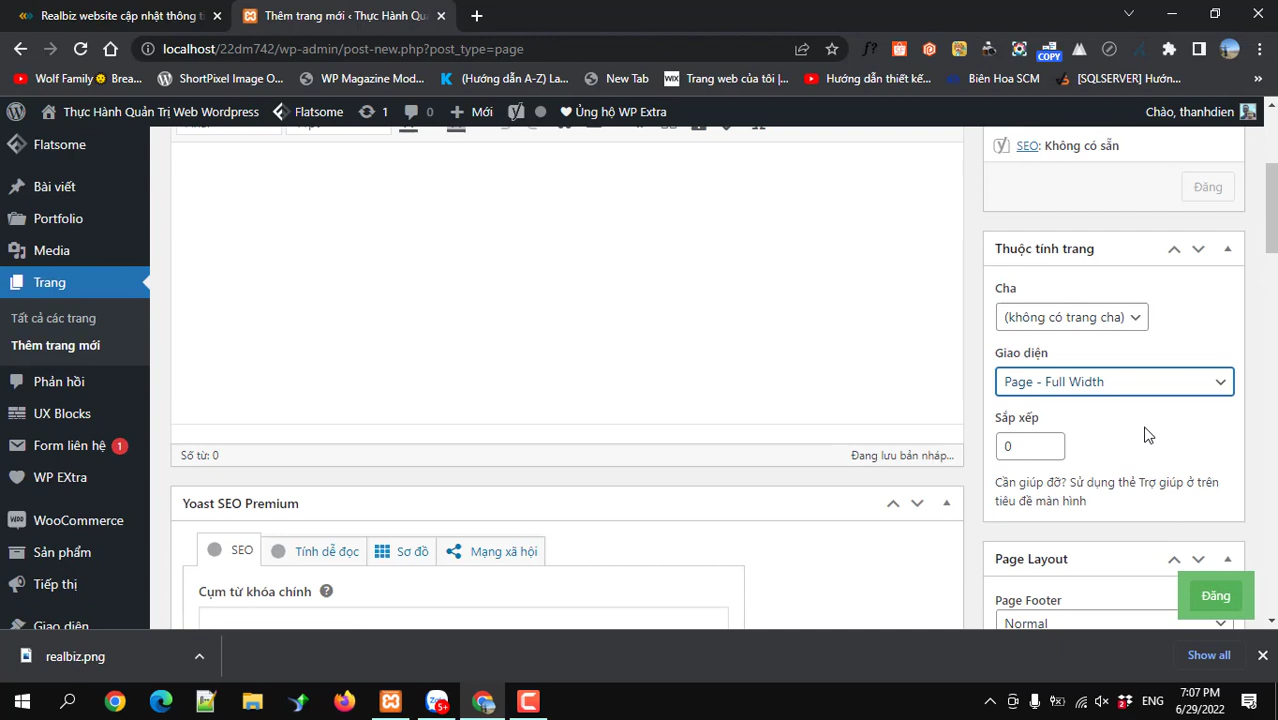 Realbiz website cập nhật thông ti
Thêm trang mới ‹ Thực Hành Quả
localhost/22dm742/wp-admin/post-new.php?post_type=page
f?
COPY
Wolf Family Brea...
ShortPixel Image O...
WP Magazine Mod...
(Hướng dẫn A-Z) La...
New Tab
WIX
Trang web của tôi |...
Hướng dẫn thiết kế...
Biên Hoa SCM
[SQLSERVER] Hướn...
»
Thực Hành Quản Trị Web Wordpress
Flatsome
1
0
Mới
Ủng hộ WP Extra
Chào, thanhdien
Flatsome
Bài viết
Portfolio
Media
Trang
Tất cả các trang
Thêm trang mới
Phản hồi
UX Blocks
Form liên hệ 1
WP EXtra
WooCommerce
Sản phẩm
Tiếp thị
Giao diện
Số từ: 0
Đang lưu bản nháp...
Yoast SEO Premium
SEO
Tính dễ đọc
Sơ đồ
Mạng xã hội
Cụm từ khóa chính
SEO: Không có sẵn
Đăng
Thuộc tính trang
Cha
(không có trang cha)
Giao diện
Page - Full Width
Sắp xếp
0
Cần giúp đỡ? Sử dụng thẻ Trợ giúp ở trên
tiêu đề màn hình
Page Layout
Page Footer
Normal
Đăng
realbiz.png
Show all
5+
ENG
7:07 PM
6/29/2022